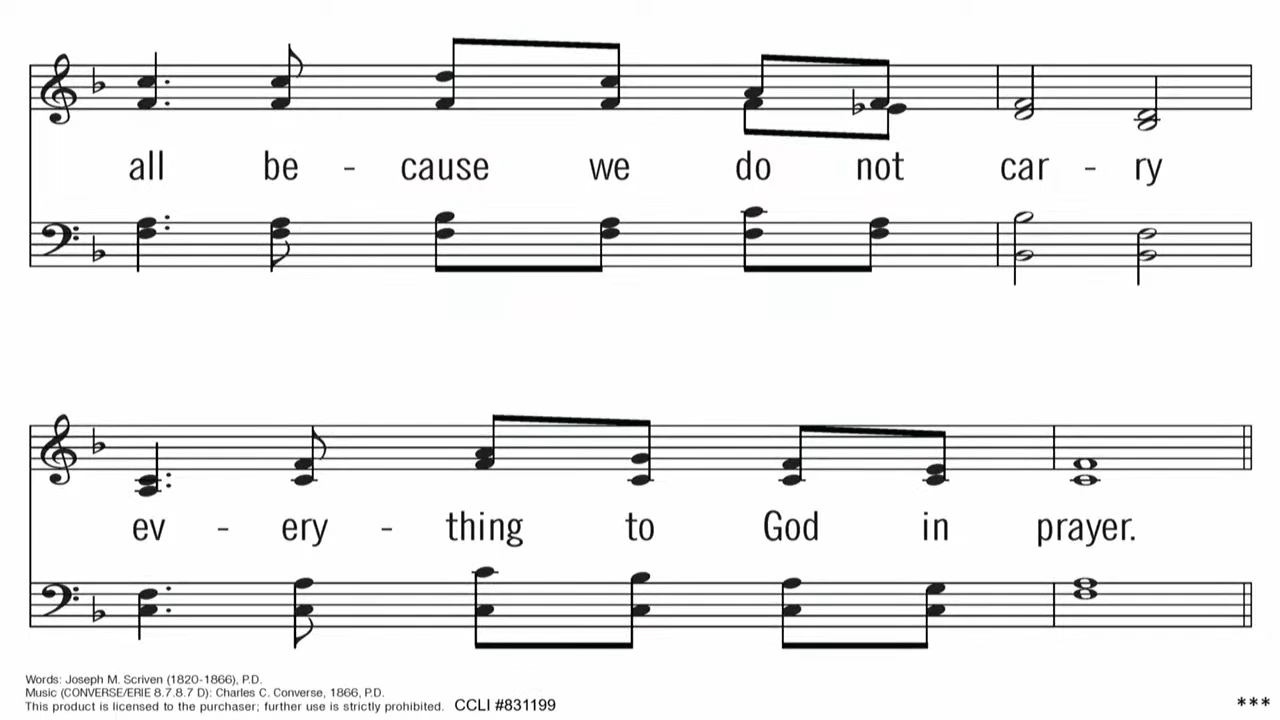 all be - cause we do not car - ry
ev - ery - thing to God in prayer.
Words: Joseph M. Scriven (1820-1866), P.D.
Music (CONVERSE/ERIE 8.7.8.7 D): Charles C. Converse, 1866, P.D.
This product is licensed to the purchaser; further use is strictly prohibited. CCLI #831199
***